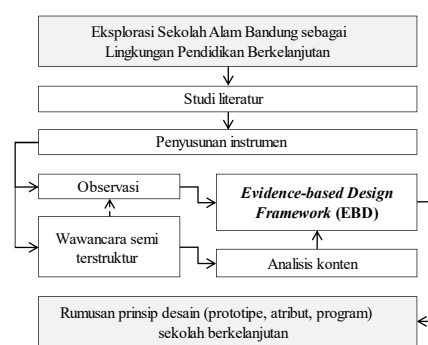 Eksplorasi Sekolah Alam Bandung sebagai
Lingkungan Pendidikan Berkelanjutan
Studi literatur
Penyusunan instrumen
Observasi
Evidence-based Design
Framework (EBD)
Wawancara semi
terstruktur
Analisis konten
Rumusan prinsip desain (prototipe, atribut, program)
sekolah berkelanjutan